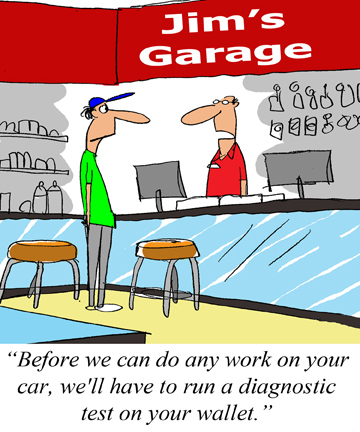 Jim's
Garage
“Before we can do any work on your
car, we'll have to run a diagnostic
test on your wallet.”